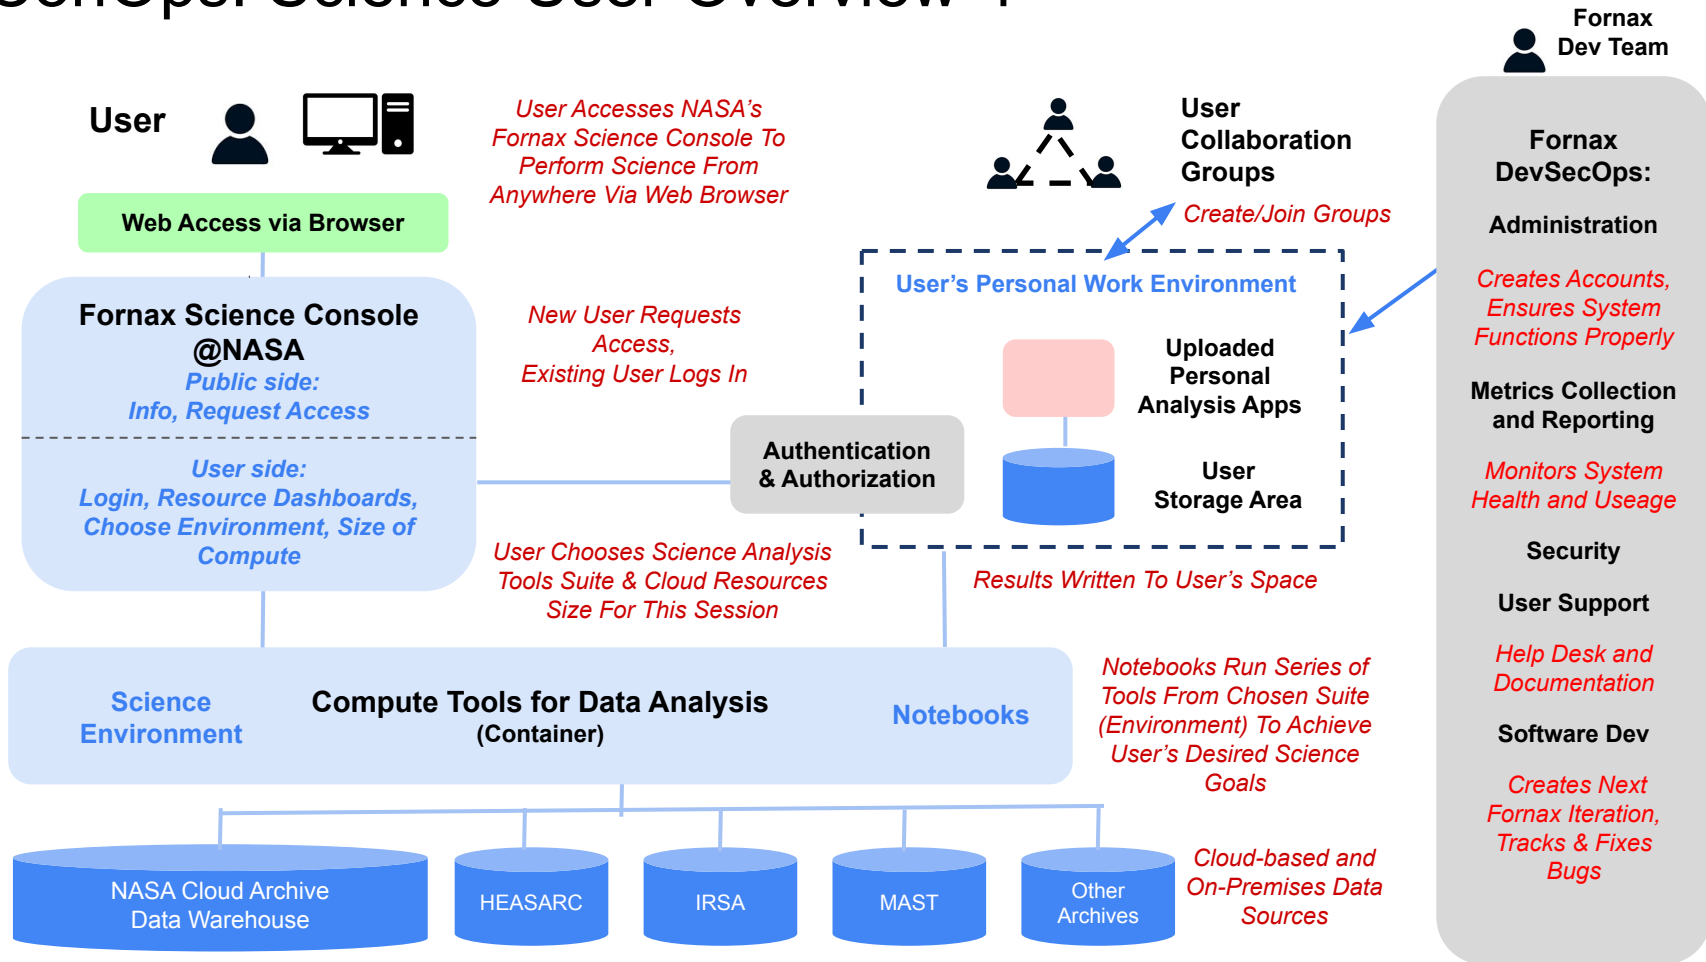 User Overview
User
User Accesses NASA’s
Fornax Science Console To
Perform Science From
Anywhere Via Web Browser
Web Access via Browser
Fornax Science Console
@NASA
Public side:
Info, Request Access
User side:
Login, Resource Dashboards,
Choose Environment, Size of
Compute
New User Requests
Access,
Existing User Logs In
Authentication
& Authorization
User Chooses Science Analysis
Tools Suite & Cloud Resources
Size For This Session
User
Collaboration
Groups
Create/Join Groups
User’s Personal Work Environment
Uploaded
Personal
Analysis Apps
User
Storage Area
Results Written To User’s Space
Science
Environment
Compute Tools for Data Analysis
(Container)
Notebooks
Notebooks Run Series of
Tools From Chosen Suite
(Environment) To Achieve
User’s Desired Science
Goals
NASA Cloud Archive
Data Warehouse
HEASARC
IRSA
MAST
Other
Archives
Cloud-based and
On-Premises Data
Sources
Fornax
Dev Team
Fornax
DevSecOps:
Administration
Creates Accounts,
Ensures System
Functions Properly
Metrics Collection
and Reporting
Monitors System
Health and Useage
Security
User Support
Help Desk and
Documentation
Software Dev
Creates Next
Fornax Iteration,
Tracks & Fixes
Bugs